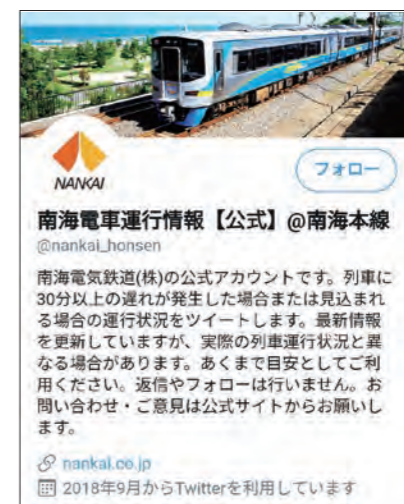 NANKAI
フォロー
南海電車運行情報【公式】@南海本線
@nankai_honsen
南海電気鉄道(株)の公式アカウントです。列車に
30分以上の遅れが発生した場合または見込まれ
る場合の運行状況をツイートします。最新情報
を更新していますが、実際の列車運行状況と異
なる場合があります。あくまで目安としてご利
用ください。返信やフォローは行いません。お
問い合わせ・ご意見は公式サイトからお願いし
ます。
nankai.co.jp
2018年9月からTwitterを利用しています